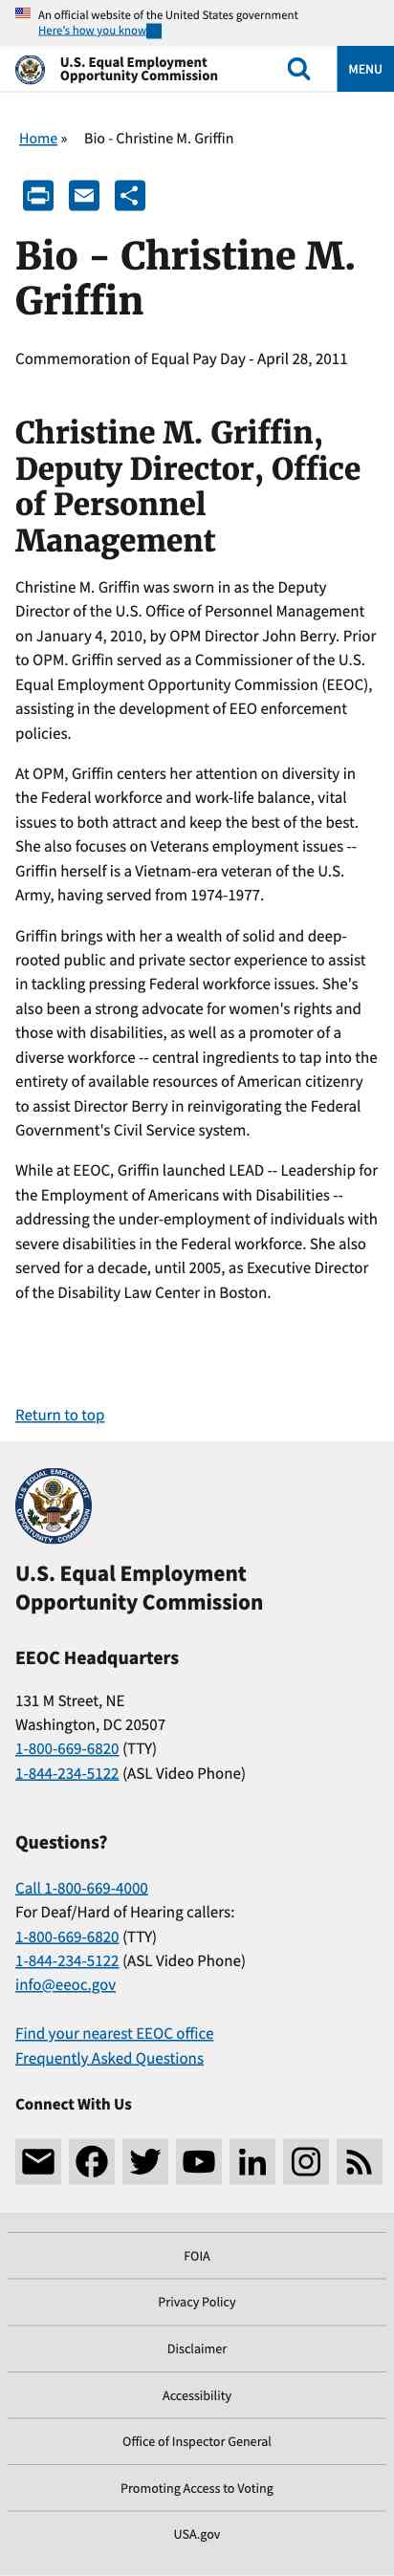 An official website of the United States government
Here's how you know
U.S. Equal Employment
Opportunity Commission
MENU
Home » Bio - Christine M. Griffin
Bio - Christine M.
Griffin
Commemoration of Equal Pay Day - April 28, 2011
Christine M. Griffin,
Deputy Director, Office
of Personnel
Management
Christine M. Griffin was sworn in as the Deputy
Director of the U.S. Office of Personnel Management
on January 4, 2010, by OPM Director John Berry. Prior
to OPM. Griffin served as a Commissioner of the U.S.
Equal Employment Opportunity Commission (EEOC),
assisting in the development of EEO enforcement
policies.
At OPM, Griffin centers her attention on diversity in
the Federal workforce and work-life balance, vital
issues to both attract and keep the best of the best.
She also focuses on Veterans employment issues --
Griffin herself is a Vietnam-era veteran of the U.S.
Army, having served from 1974-1977.
Griffin brings with her a wealth of solid and deep-
rooted public and private sector experience to assist
in tackling pressing Federal workforce issues. She's
also been a strong advocate for women's rights and
those with disabilities, as well as a promoter of a
diverse workforce -- central ingredients to tap into the
entirety of available resources of American citizenry
to assist Director Berry in reinvigorating the Federal
Government's Civil Service system.
While at EEOC, Griffin launched LEAD -- Leadership for
the Employment of Americans with Disabilities --
addressing the under-employment of individuals with
severe disabilities in the Federal workforce. She also
served for a decade, until 2005, as Executive Director
of the Disability Law Center in Boston.
Return to top
U.S. EQUAL EMPLOYMENT OPPORTUNITY COMMISSION
U.S. Equal Employment
Opportunity Commission
EEOC Headquarters
131 M Street, NE
Washington, DC 20507
1-800-669-6820 (TTY)
1-844-234-5122 (ASL Video Phone)
Questions?
Call 1-800-669-4000
For Deaf/Hard of Hearing callers:
1-800-669-6820 (TTY)
1-844-234-5122 (ASL Video Phone)
info@eeoc.gov
Find your nearest EEOC office
Frequently Asked Questions
Connect With Us
FOIA
Privacy Policy
Disclaimer
Accessibility
Office of Inspector General
Promoting Access to Voting
USA.gov